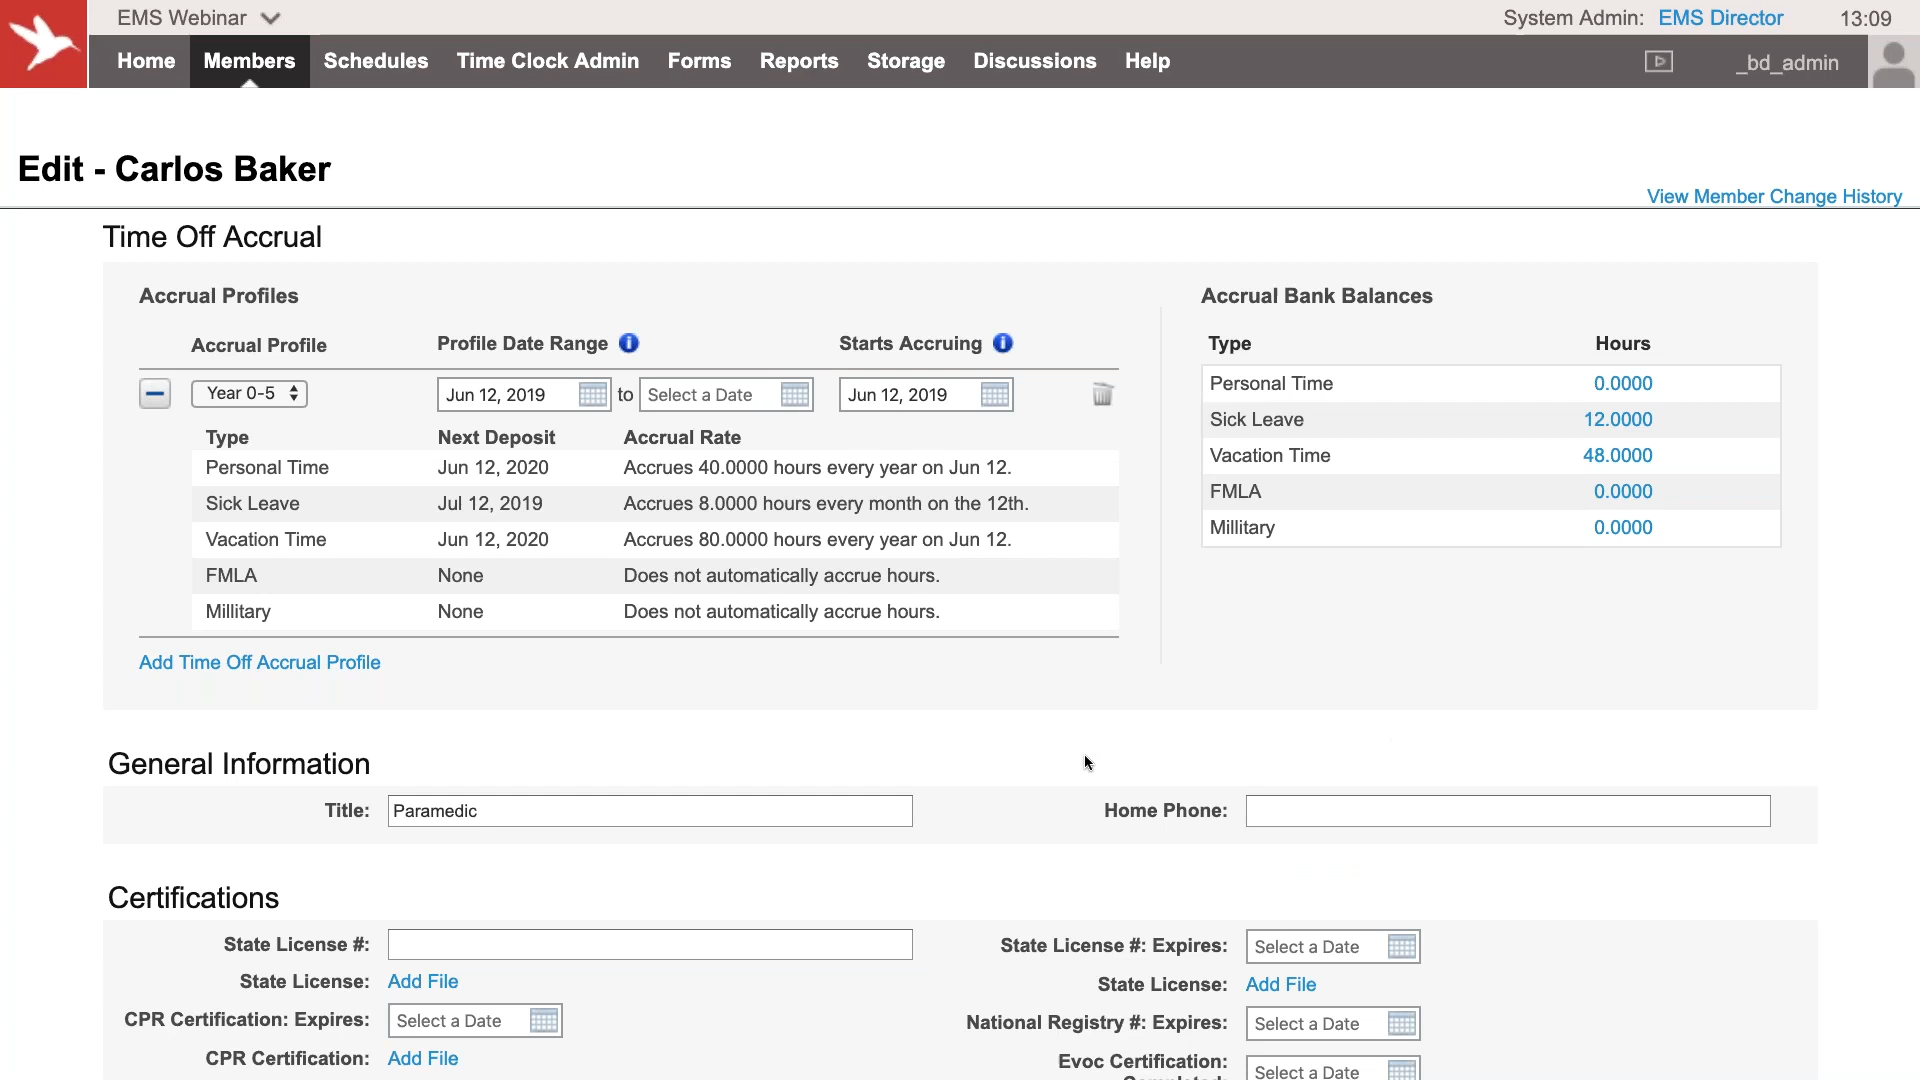 EMS Webinar
System Admin: EMS Director 13:09
Home Members Schedules Time Clock Admin Forms Reports Storage Discussions Help _bd_admin
Edit - Carlos Baker
View Member Change History
Time Off Accrual
Accrual Profiles
Accrual Profile Profile Date Range Starts Accruing
Year 0-5 Jun 12, 2019 to Select a Date Jun 12, 2019
Type Next Deposit Accrual Rate
Personal Time Jun 12, 2020 Accrues 40.0000 hours every year on Jun 12.
Sick Leave Jul 12, 2019 Accrues 8.0000 hours every month on the 12th.
Vacation Time Jun 12, 2020 Accrues 80.0000 hours every year on Jun 12.
FMLA None Does not automatically accrue hours.
Millitary None Does not automatically accrue hours.
Add Time Off Accrual Profile
Accrual Bank Balances
Type Hours
Personal Time 0.0000
Sick Leave 12.0000
Vacation Time 48.0000
FMLA 0.0000
Millitary 0.0000
General Information
Title: Paramedic Home Phone:
Certifications
State License #: State License #: Expires: Select a Date
State License: Add File State License: Add File
CPR Certification: Expires: Select a Date National Registry #: Expires: Select a Date
CPR Certification: Add File Evoc Certification: Select a Date